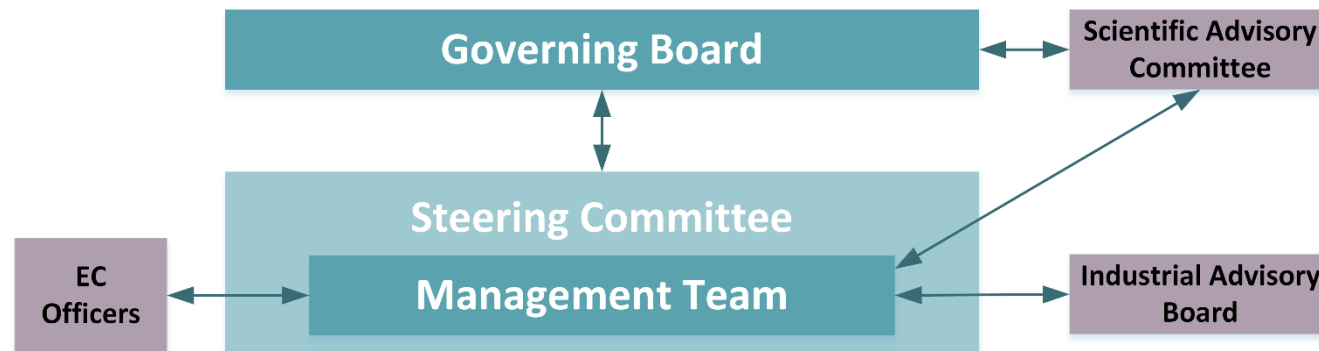 Governing Board
Scientific Advisory
Committee
Steering Committee
EC
Officers
Management Team
Industrial Advisory
Board